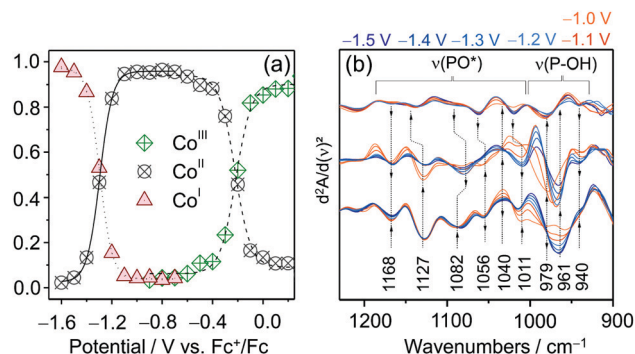 −1.0 V
−1.5 V −1.4 V −1.3 V −1.2 V −1.1 V
(a)
1.0
0.8
0.6
0.4
0.2
0.0
Co^III
Co^II
Co^I
−1.6 −1.2 −0.8 −0.4 0.0
Potential / V vs. Fc⁺/Fc
(b) ν(PO*) ν(P-OH)
d²A/d(ν)²
1168 1127 1082 1056 1040 1011 979 961 940
1200 1100 1000 900
Wavenumbers / cm⁻¹